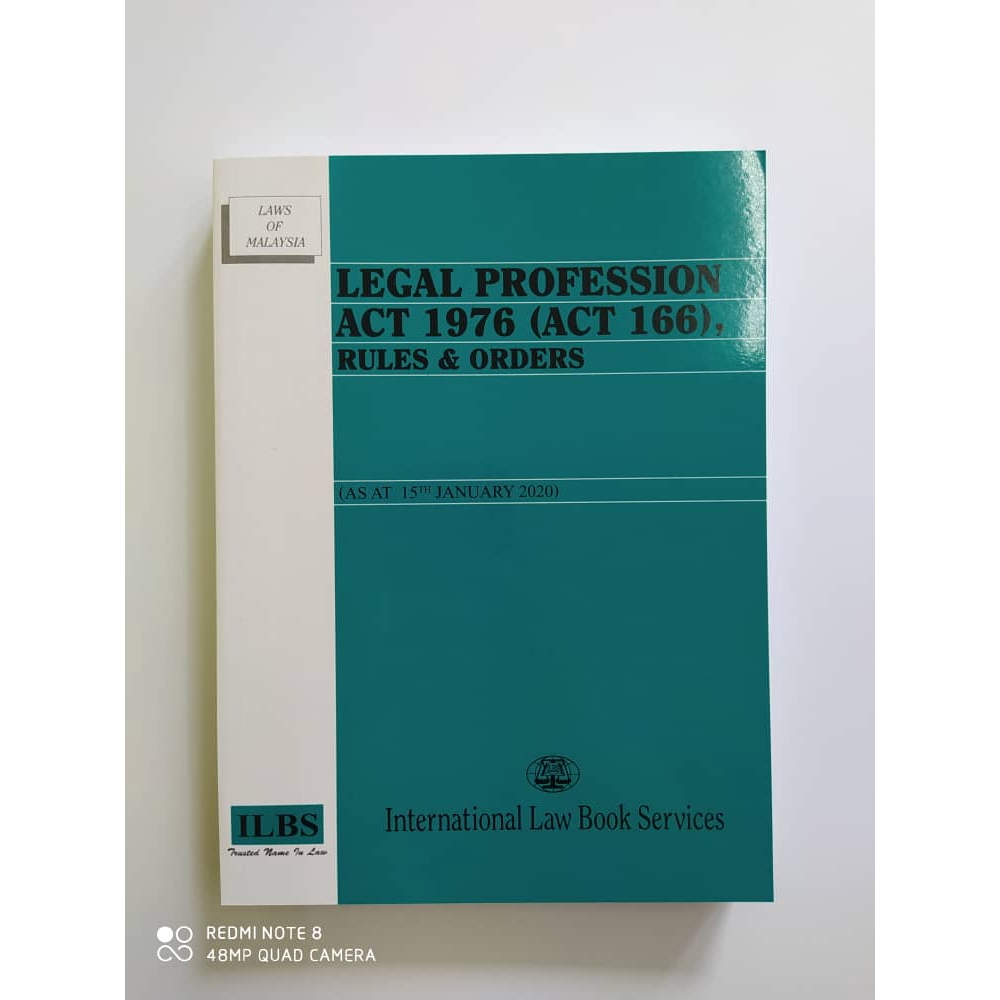 LAWS
OF
MALAYSIA
LEGAL PROFESSION
ACT 1976 (ACT 166),
RULES & ORDERS
(AS AT 15TH JANUARY 2020)
International Law Book Services
ILBS
Trusted Name In Law
REDMI NOTE 8
48MP QUAD CAMERA